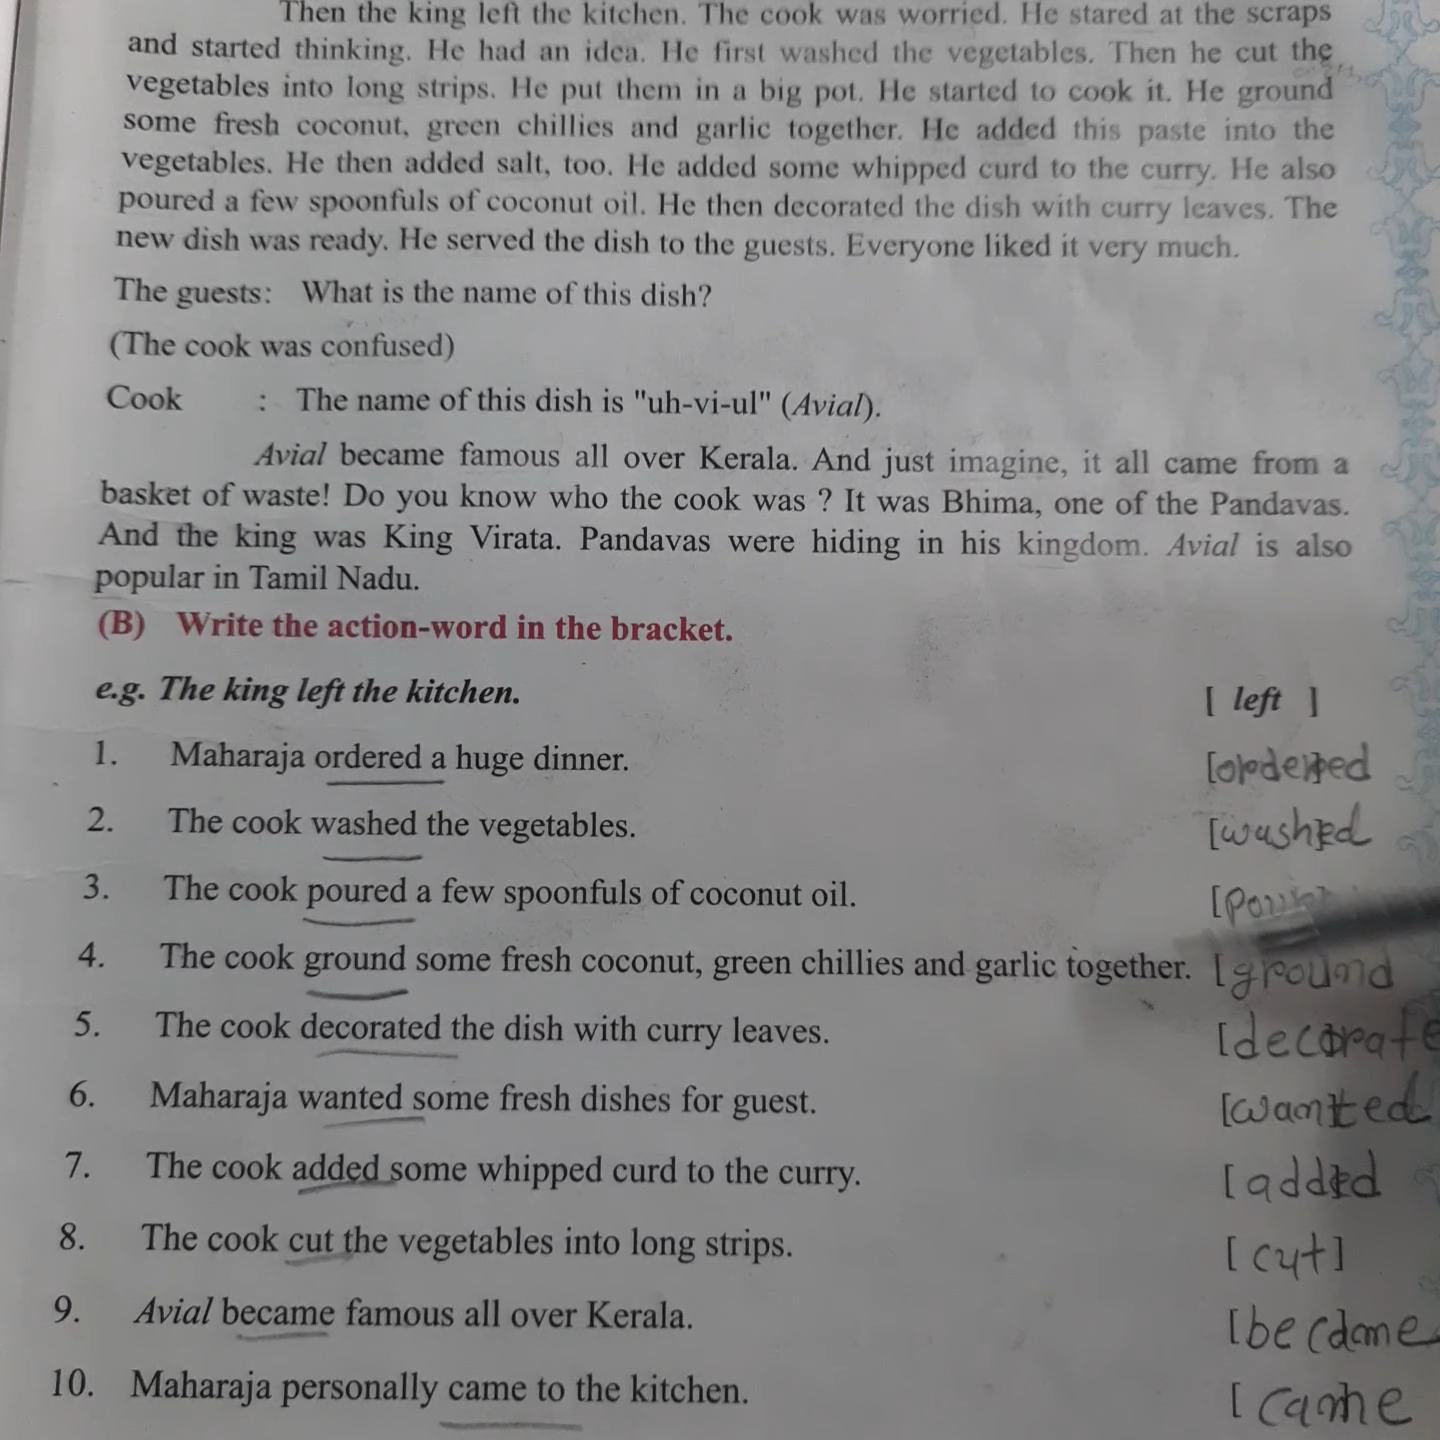 Then the king left the kitchen. The cook was worried. He stared at the scraps
and started thinking. He had an idea. He first washed the vegetables. Then he cut the
vegetables into long strips. He put them in a big pot. He started to cook it. He ground
some fresh coconut, green chillies and garlic together. He added this paste into the
vegetables. He then added salt, too. He added some whipped curd to the curry. He also
poured a few spoonfuls of coconut oil. He then decorated the dish with curry leaves. The
new dish was ready. He served the dish to the guests. Everyone liked it very much.
The guests: What is the name of this dish?
(The cook was confused)
Cook : The name of this dish is "uh-vi-ul" (Avial).
Avial became famous all over Kerala. And just imagine, it all came from a
basket of waste! Do you know who the cook was ? It was Bhima, one of the Pandavas.
And the king was King Virata. Pandavas were hiding in his kingdom. Avial is also
popular in Tamil Nadu.
(B) Write the action-word in the bracket.
e.g. The king left the kitchen. [ left ]
1. Maharaja ordered a huge dinner. [ordered
2. The cook washed the vegetables. [washed
3. The cook poured a few spoonfuls of coconut oil. [
4. The cook ground some fresh coconut, green chillies and garlic together. [ground
5. The cook decorated the dish with curry leaves. [decorate
6. Maharaja wanted some fresh dishes for guest. [wanted
7. The cook added some whipped curd to the curry. [added
8. The cook cut the vegetables into long strips. [cut]
9. Avial became famous all over Kerala. [became
10. Maharaja personally came to the kitchen. [came